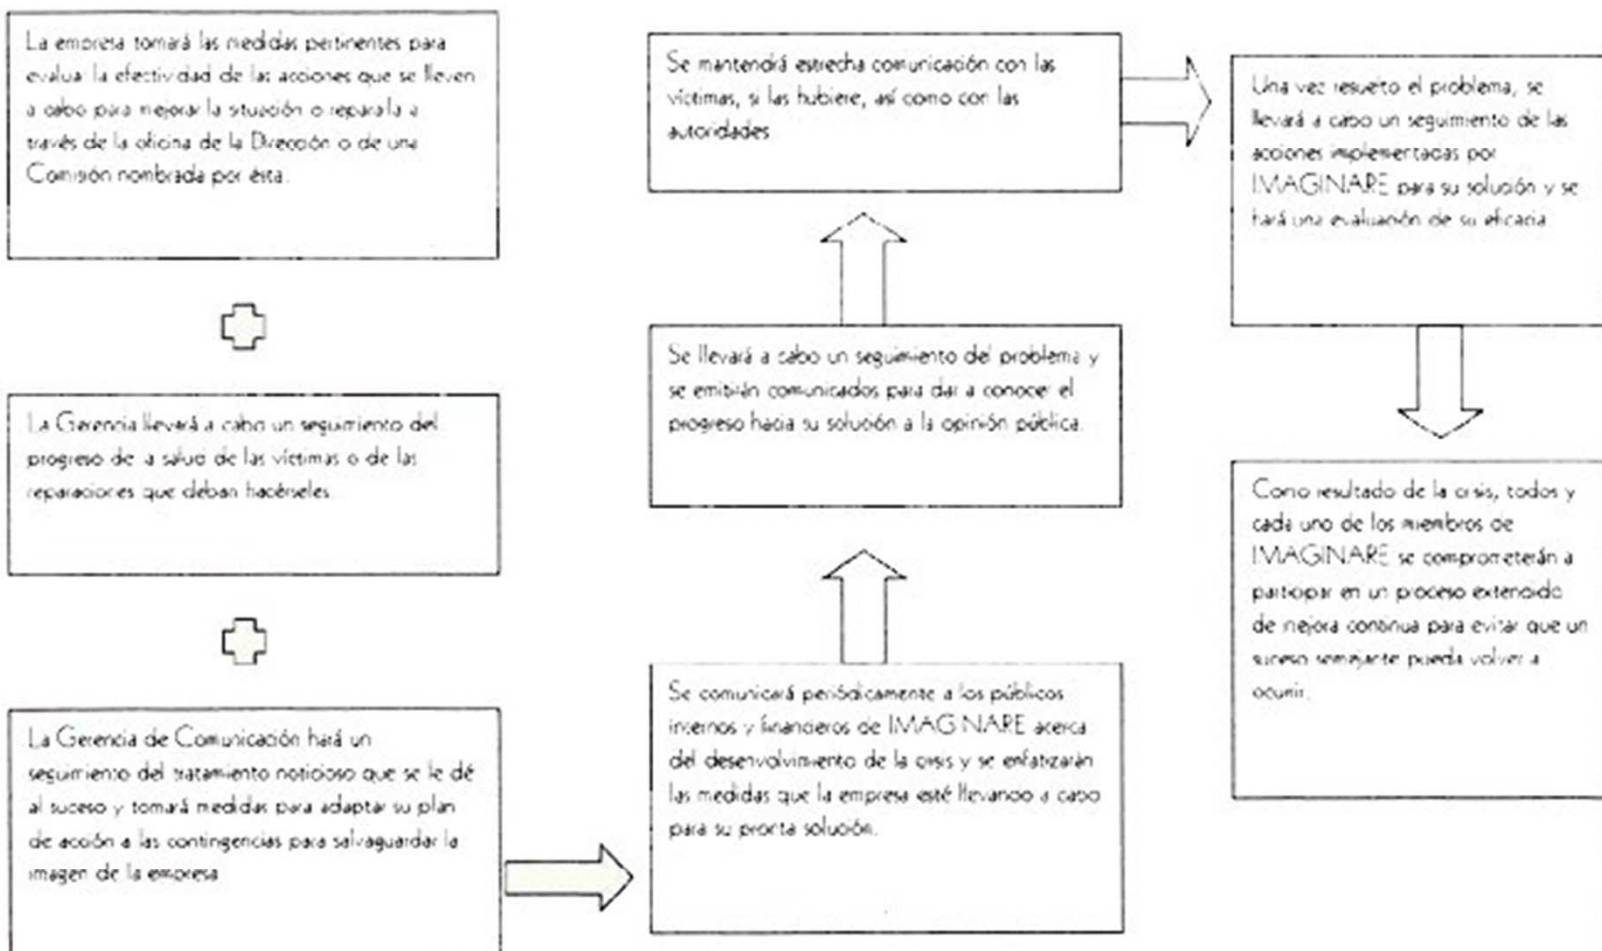 La empresa tomará las medidas pertinentes para
evaluar la efectividad de las acciones que se lleven
a cabo para mejorar la situación o repararla a
través de la oficina de la Dirección o de una
Comisión nombrada por ésta.
La Gerencia llevará a cabo un seguimiento del
progreso de la salud de las víctimas o de las
reparaciones que deban hacérseles.
La Gerencia de Comunicación hará un
seguimiento del tratamiento noticioso que se le dé
al suceso y tomará medidas para adaptar su plan
de acción a las contingencias para salvaguardar la
imagen de la empresa
Se comunicará periódicamente a los públicos
internos y financieros de IMAGINARE acerca
del desenvolvimiento de la crisis y se enfatizarán
las medidas que la empresa esté llevando a cabo
para su pronta solución.
Se llevará a cabo un seguimiento del problema y
se emitirán comunicados para dar a conocer el
progreso hacia su solución a la opinión pública.
Se mantendrá estrecha comunicación con las
víctimas, si las hubiere, así como con las
autoridades
Una vez resuelto el problema, se
llevará a cabo un seguimiento de las
acciones implementadas por
IMAGINARE para su solución y se
hará una evaluación de su eficacia
Como resultado de la crisis, todos y
cada uno de los miembros de
IMAGINARE se comprometerán a
participar en un proceso extendido
de mejora continua para evitar que un
suceso semejante pueda volver a
ocurrir.